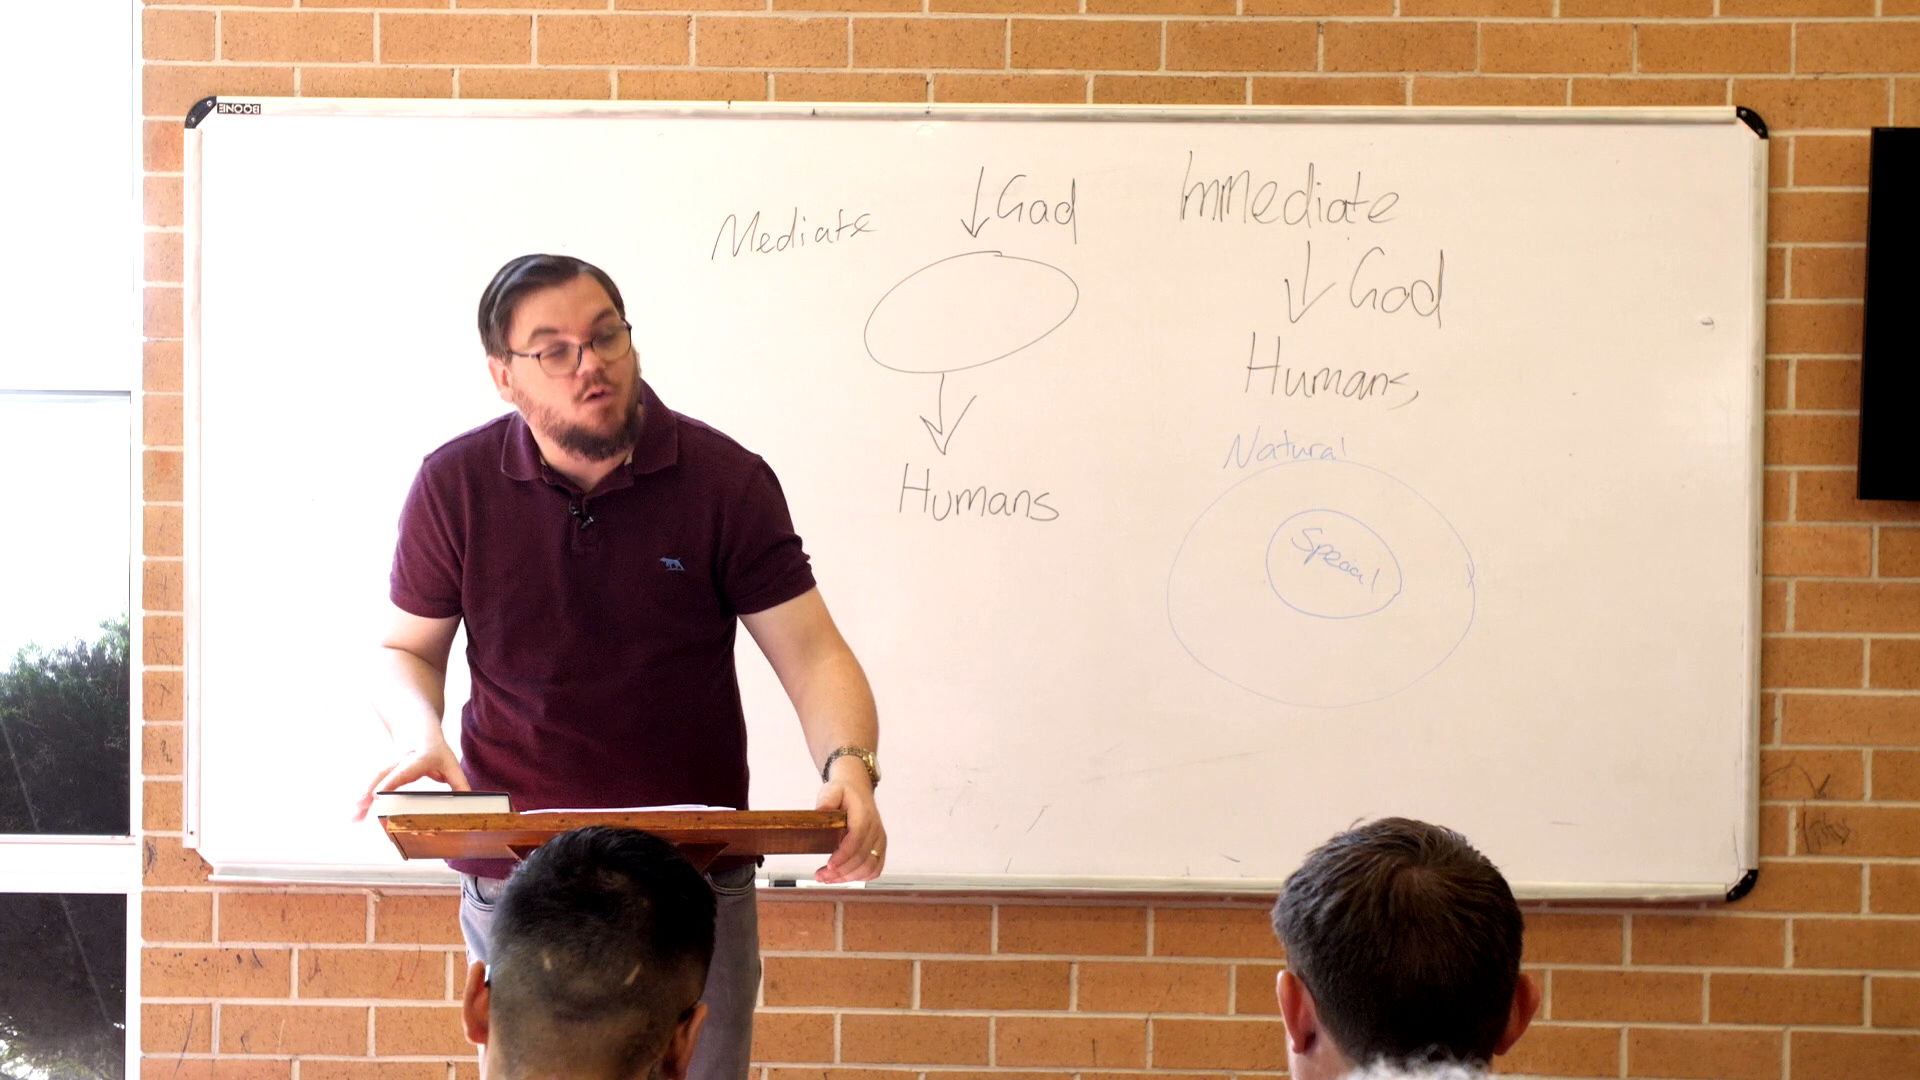 BOONE
Mediate
God
Humans
Immediate
God
Humans
Natural
Special